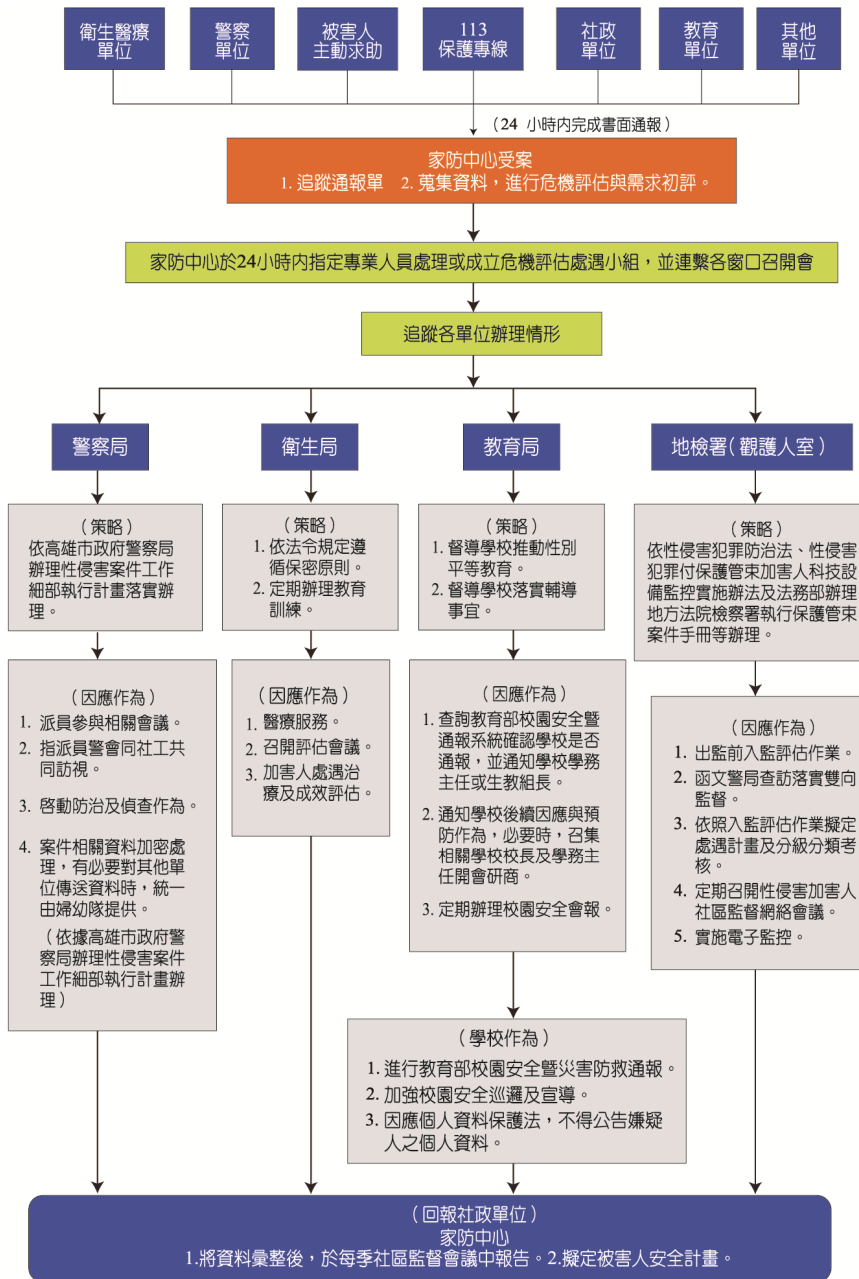 衛生醫療
單位
警察
單位
被害人
主動求助
113
保護專線
社政
單位
教育
單位
其他
單位
(24 小時內完成書面通報)
家防中心受案
1. 追蹤通報單 2. 蒐集資料，進行危機評估與需求初評。
家防中心於24小時內指定專業人員處理或成立危機評估處遇小組，並連繫各窗口召開會
追蹤各單位辦理情形
警察局
衛生局
教育局
地檢署(觀護人室)
(策略)
依高雄市政府警察局
辦理性侵害案件工作
細部執行計畫落實辦
理。
(策略)
1. 依法令規定遵
循保密原則。
2. 定期辦理教育
訓練。
(策略)
1. 督導學校推動性別
平等教育。
2. 督導學校落實輔導
事宜。
(策略)
依性侵害犯罪防治法、性侵害
犯罪付保護管束加害人科技設
備監控實施辦法及法務部辦理
地方法院檢察署執行保護管束
案件手冊等辦理。
(因應作為)
1. 派員參與相關會議。
2. 指派員警會同社工共
同訪視。
3. 啓動防治及偵查作為。
4. 案件相關資料加密處
理，有必要對其他單
位傳送資料時，統一
由婦幼隊提供。
(依據高雄市政府警
察局辦理性侵害案件
工作細部執行計畫辦
理)
(因應作為)
1. 醫療服務。
2. 召開評估會議。
3. 加害人處遇治
療及成效評估。
(因應作為)
1. 查詢教育部校園安全暨
通報系統確認學校是否
通報，並通知學校學務
主任或生教組長。
2. 通知學校後續因應與預
防作為，必要時，召集
相關學校校長及學務主
任開會研商。
3. 定期辦理校園安全會報。
(因應作為)
1. 出監前入監評估作業。
2. 函文警局查訪落實雙向
監督。
3. 依照入監評估作業擬定
處遇計畫及分級分類考
核。
4. 定期召開性侵害加害人
社區監督網絡會議。
5. 實施電子監控。
(學校作為)
1. 進行教育部校園安全暨災害防救通報。
2. 加強校園安全巡邏及宣導。
3. 因應個人資料保護法，不得公告嫌疑
人之個人資料。
(回報社政單位)
家防中心
1.將資料彙整後，於每季社區監督會議中報告。2.擬定被害人安全計畫。